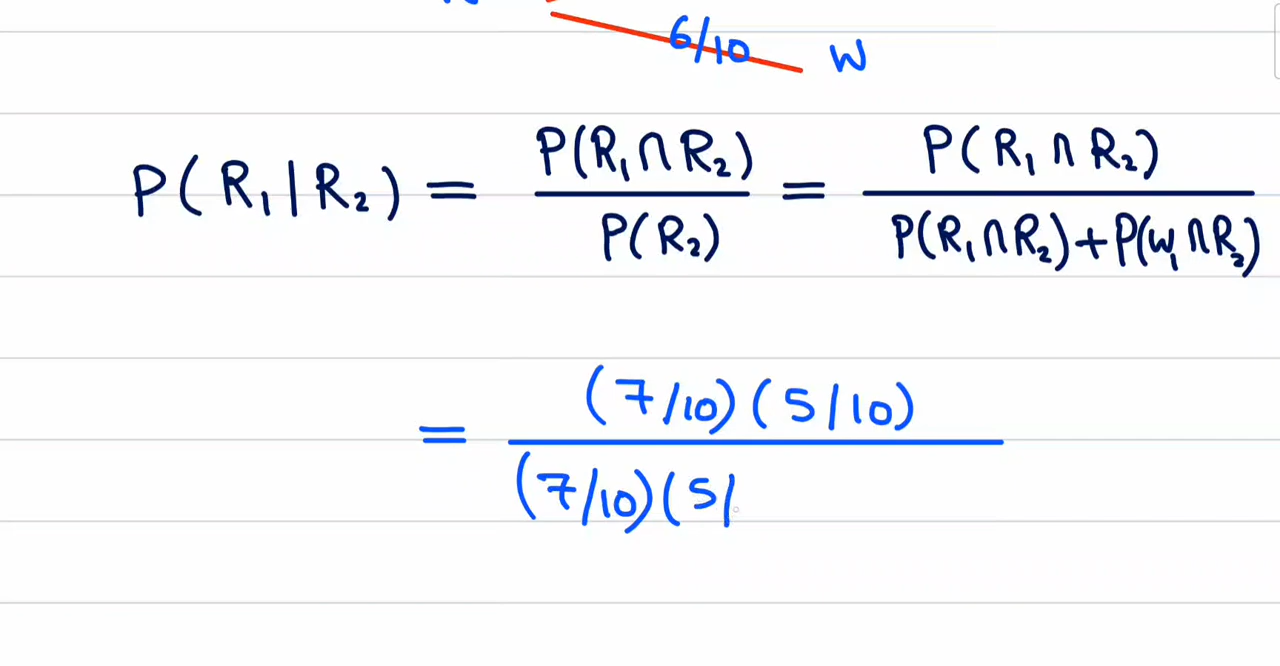 6/10 W
P(R₁|R₂) = P(R₁∩R₂)/P(R₂) = P(R₁∩R₂)/P(R₁∩R₂)+P(W₁∩R₂)
= (7/10)(5/10)
(7/10)(5/